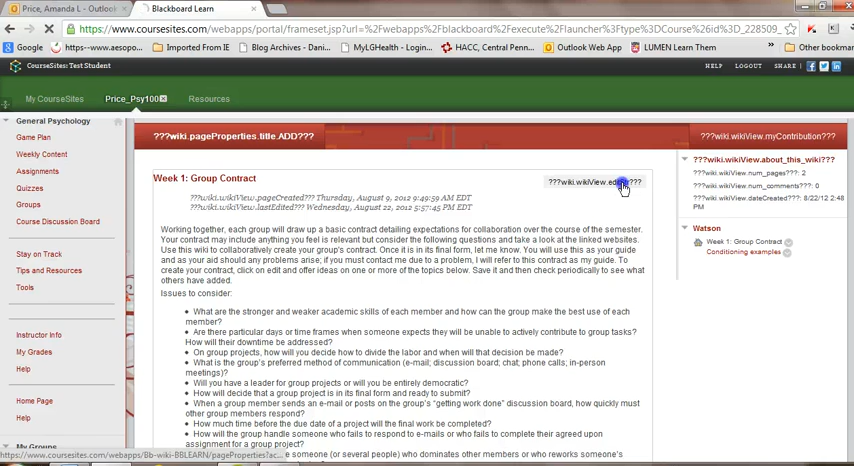 Price, Amanda L - Outloo
Blackboard Learn
https://www.coursesites.com/webapps/portal/frameset.jsp?url=%2Fwebapps%2Fblackboard%2Fexecute%2Flauncher%3Ftype%3DCourse%26id%3D_228509_
Google
https--www-aesopo...
Imported From IE
Blog Archives - Dani...
MyLGHealth - Login...
HACC, Central Penn...
Outlook Web App
LUMEN Learn Them
Other bookmar
CourseSites: Test Student
HELP
LOGOUT
SHARE
My CourseSites
Price_Psy100
Resources
General Psychology
Game Plan
Weekly Content
Assignments
Quizzes
Groups
Course Discussion Board
Stay on Track
Tips and Resources
Tools
Instructor Info
My Grades
Help
Home Page
Help
My Groups
???wiki.pageProperties.title.ADD???
???wiki.wikiView.myContribution???
Week 1: Group Contract
???wiki.wikiView.pageCreated??? Thursday, August 9, 2012 9:49:59 AM EDT
???wiki.wikiView.lastEdited??? Wednesday, August 22, 2012 5:57:45 PM EDT
Working together, each group will draw up a basic contract detailing expectations for collaboration over the course of the semester.
Your contract may include anything you feel is relevant but consider the following questions and take a look at the linked websites.
Use this wiki to collaboratively create your group's contract. Once it is in its final form, let me know. You will use this as your guide
and as your aid should any problems arise; if you must contact me due to a problem, I will refer to this contract as my guide. To
create your contract, click on edit and offer ideas on one or more of the topics below. Save it and then check periodically to see what
others have added.
Issues to consider:
• What are the stronger and weaker academic skills of each member and how can the group make the best use of each
member?
• Are there particular days or time frames when someone expects they will be unable to actively contribute to group tasks?
How will their downtime be addressed?
• On group projects, how will you decide how to divide the labor and when will that decision be made?
• What is the group's preferred method of communication (e-mail; discussion board; chat; phone calls; in-person
meetings)?
• Will you have a leader for group projects or will you be entirely democratic?
• How will decide that a group project is in its final form and ready to submit?
• When a group member sends an e-mail or posts on the group's "getting work done" discussion board, how quickly must
other group members respond?
• How much time before the due date of a project will the final work be completed?
• How will the group handle someone who fails to respond to e-mails or who fails to complete their agreed upon
assignment for a group project?
e someone (or several people) who dominates other members or who reworks someone's
???wiki.wikiView.about_this_wiki???
???wiki.wikiView.num_pages???: 2
???wiki.wikiView.num_comments???: 0
???wiki.wikiView.dateCreated???: 8/22/12 2:48
PM
Watson
Week 1: Group Contract
Conditioning examples
https://www.coursesites.com/webapps/Bb-wiki-BBLEARN/pageProperties?ac...